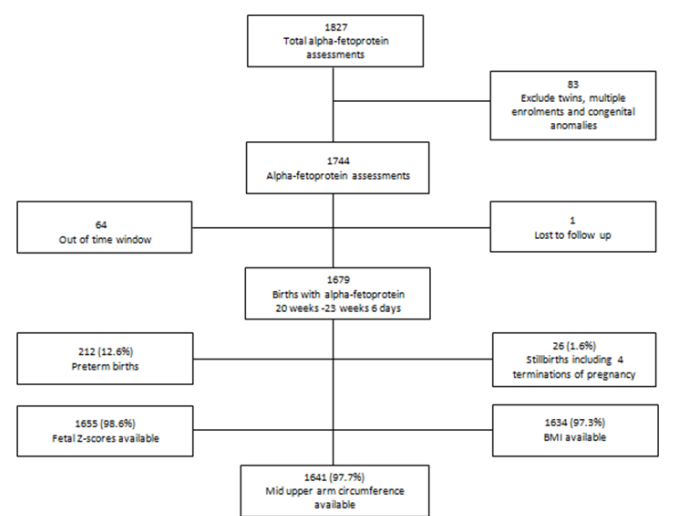 1827
Total alpha-fetoprotein
assessments
83
Exclude twins, multiple
enrolments and congenital
anomalies
1744
Alpha-fetoprotein assessments
64
Out of time window
1
Lost to follow up
1679
Births with alpha-fetoprotein
20 weeks -23 weeks 6 days
212 (12.6%)
Preterm births
26 (1.6%)
Stillbirths including 4
terminations of pregnancy
1655 (98.6%)
Fetal Z-scores available
1634 (97.3%)
BMI available
1641 (97.7%)
Mid upper arm circumference
available